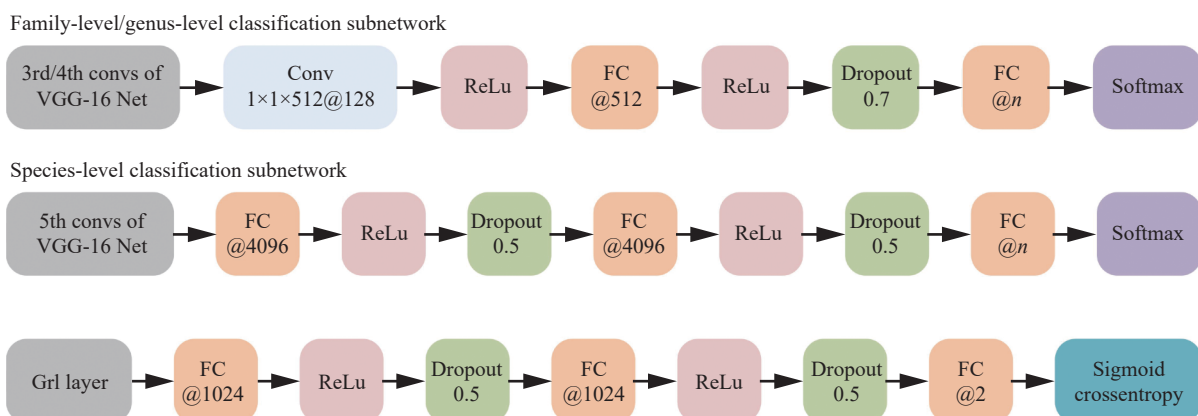 Family-level/genus-level classification subnetwork
3rd/4th convs of
VGG-16 Net
Conv
1×1×512@128
ReLu
FC
@512
ReLu
Dropout
0.7
FC
@n
Softmax
Species-level classification subnetwork
5th convs of
VGG-16 Net
FC
@4096
ReLu
Dropout
0.5
FC
@4096
ReLu
Dropout
0.5
FC
@n
Softmax
Grl layer
FC
@1024
ReLu
Dropout
0.5
FC
@1024
ReLu
Dropout
0.5
FC
@2
Sigmoid
crossentropy